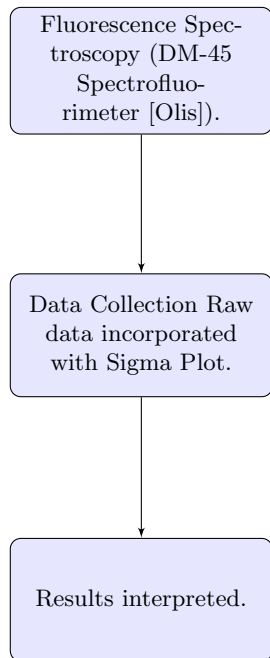 Fluorescence Spec-
troscopy (DM-45
Spectrofluo-
rimeter [Olis]).
Data Collection Raw
data incorporated
with Sigma Plot.
Results interpreted.